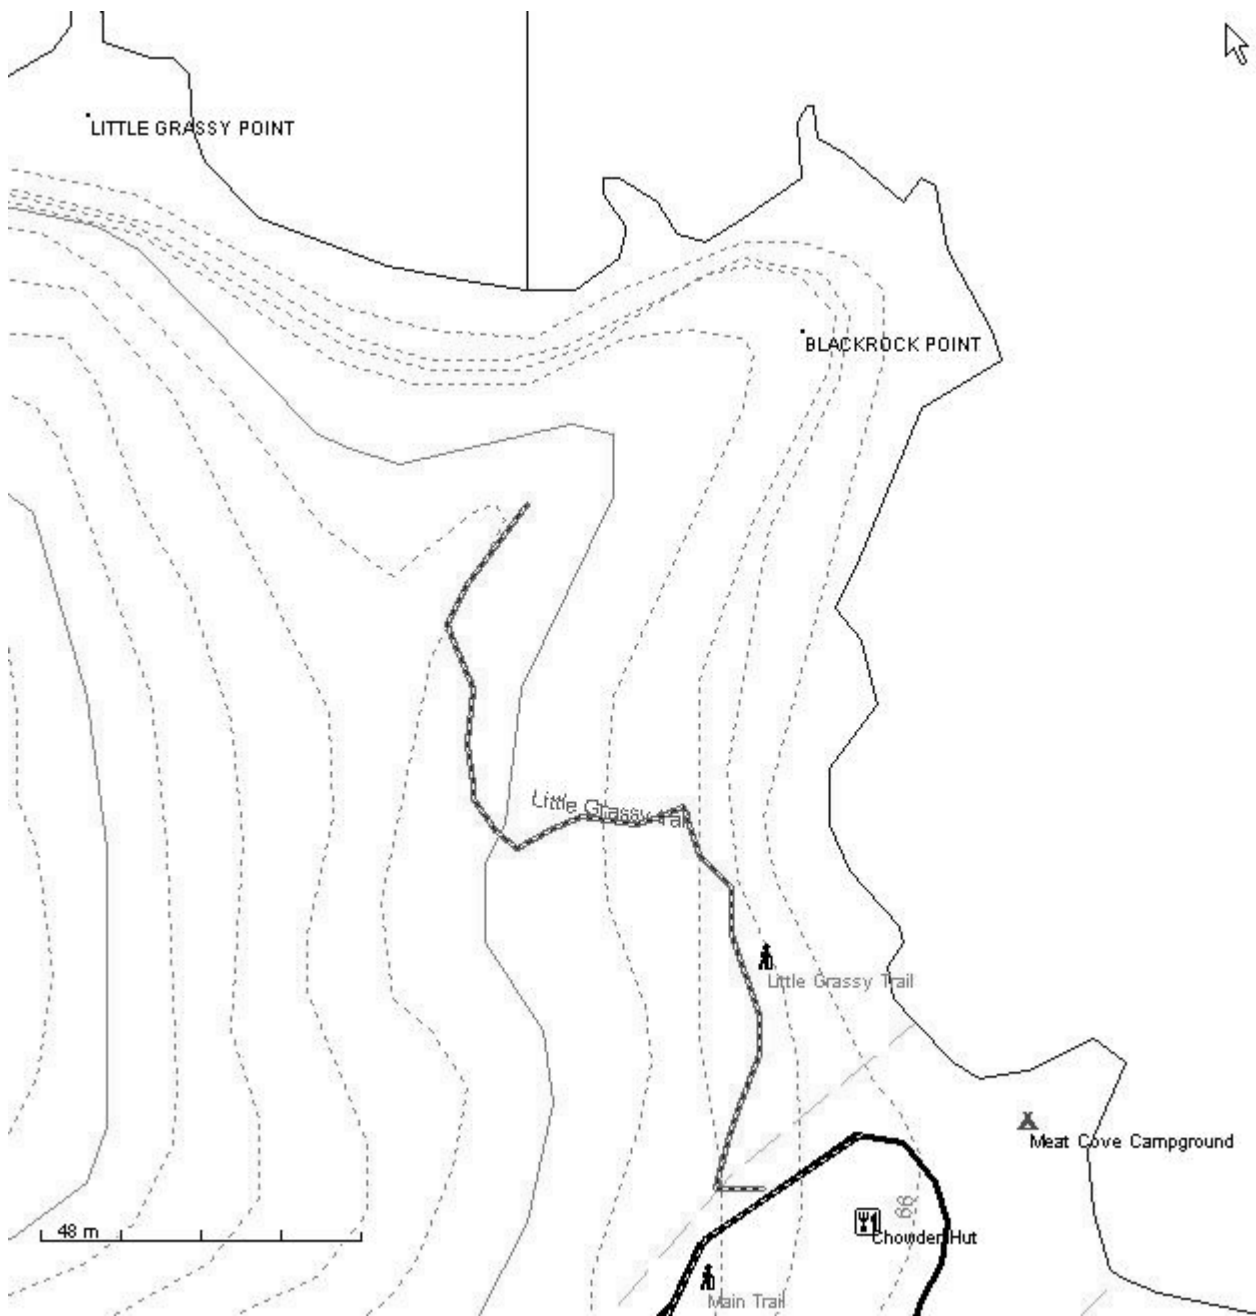 LITTLE GRASSY POINT
BLACKROCK POINT
Little Grassy Trail
Little Grassy Trail
Meat Cove Campground
66
Chowder Hut
48 m
Main Trail